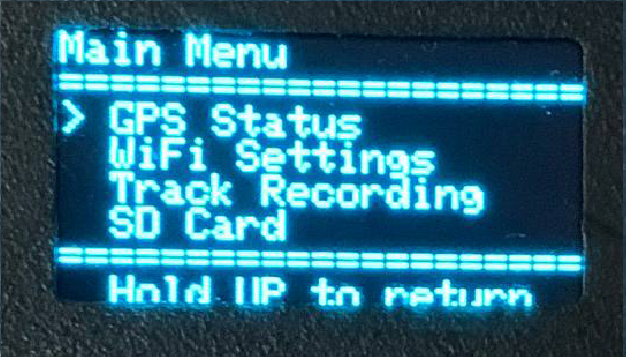 Main Menu
=====================
> GPS Status
WiFi Settings
Track Recording
SD Card
=====================
Hold UP to return